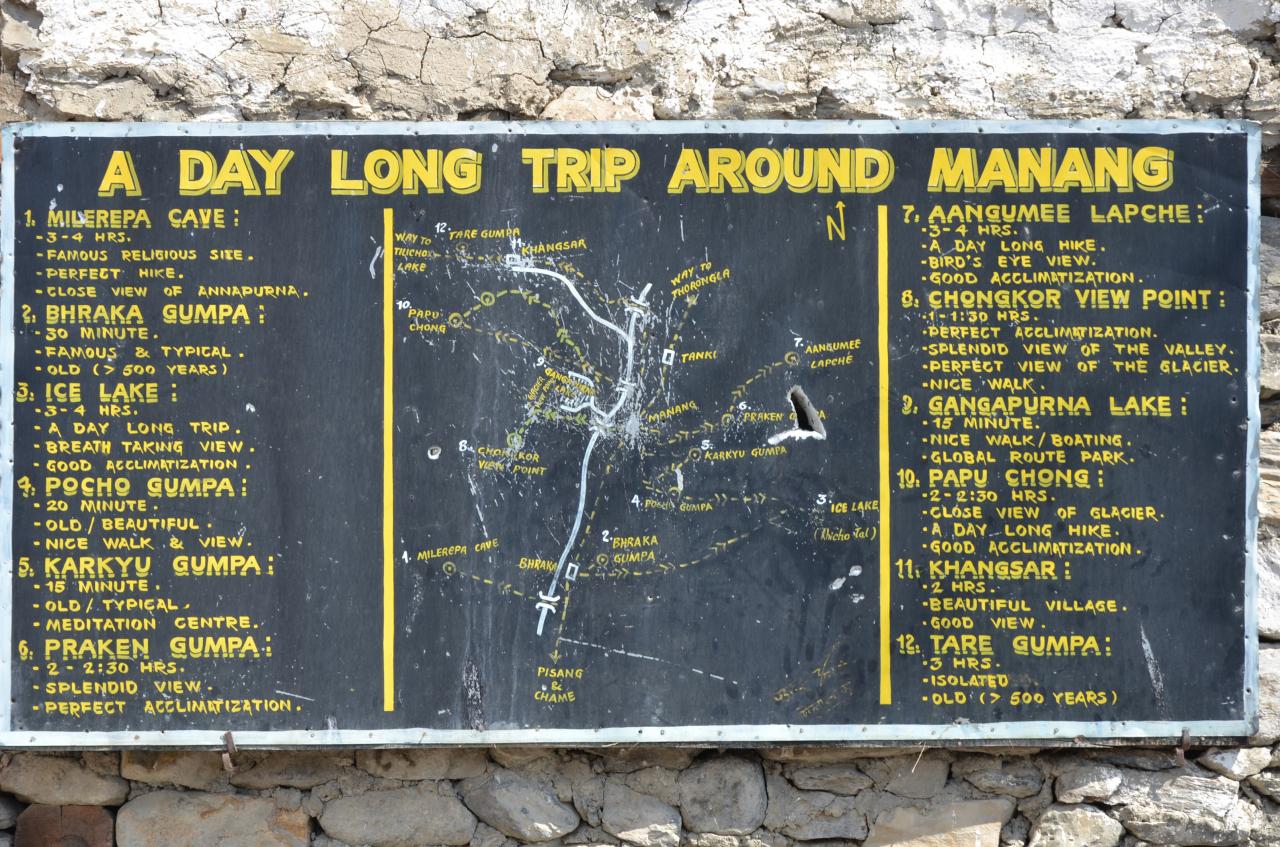 A DAY LONG TRIP AROUND MANANG
1. MILEREPA CAVE:
- 3-4 HRS.
- FAMOUS RELIGIOUS SITE.
- PERFECT HIKE.
- CLOSE VIEW OF ANNAPURNA.
2. BHRAKA GUMPA:
- 30 MINUTE.
- FAMOUS & TYPICAL.
- OLD (> 500 YEARS)
3. ICE LAKE:
- 3-4 HRS.
- A DAY LONG TRIP.
- BREATH TAKING VIEW.
- GOOD ACCLIMATIZATION.
4. POCHO GUMPA:
- 20 MINUTE.
- OLD/BEAUTIFUL.
- NICE WALK & VIEW.
5. KARKYU GUMPA:
- 15 MINUTE.
- OLD/TYPICAL.
- MEDITATION CENTRE.
6. PRAKEN GUMPA:
- 2-2:30 HRS.
- SPLENDID VIEW.
- PERFECT ACCLIMATIZATION.
N
12. TARE GUMPA
11. KHANGSAR
WAY TO
TILICHO
LAKE
WAY TO
THORONGLA
10. PAPU
CHONG
TANKI
7. AANGUMEE
LAPCHE
9.
MANANG
6. PRAKEN
8. CHONGKOR
VIEW POINT
5. KARKYU GUMPA
4. POCHO GUMPA
3. ICE LAKE
(Khicho Tal)
2. BHRAKA
GUMPA
1. MILEREPA CAVE
BHRAKA
PISANG
&
CHAME
7. AANGUMEE LAPCHE:
- 3-4 HRS.
- A DAY LONG HIKE.
- BIRD'S EYE VIEW.
- GOOD ACCLIMATIZATION.
8. CHONGKOR VIEW POINT:
- 1-1:30 HRS.
- PERFECT ACCLIMATIZATION.
- SPLENDID VIEW OF THE VALLEY.
- PERFECT VIEW OF THE GLACIER.
- NICE WALK.
9. GANGAPURNA LAKE:
- 15 MINUTE.
- NICE WALK/BOATING.
- GLOBAL ROUTE PARK.
10. PAPU CHONG:
- 2-2:30 HRS.
- CLOSE VIEW OF GLACIER.
- A DAY LONG HIKE.
- GOOD ACCLIMATIZATION.
11. KHANGSAR:
- 2 HRS.
- BEAUTIFUL VILLAGE.
- GOOD VIEW.
12. TARE GUMPA:
- 3 HRS.
- ISOLATED
- OLD (> 500 YEARS)